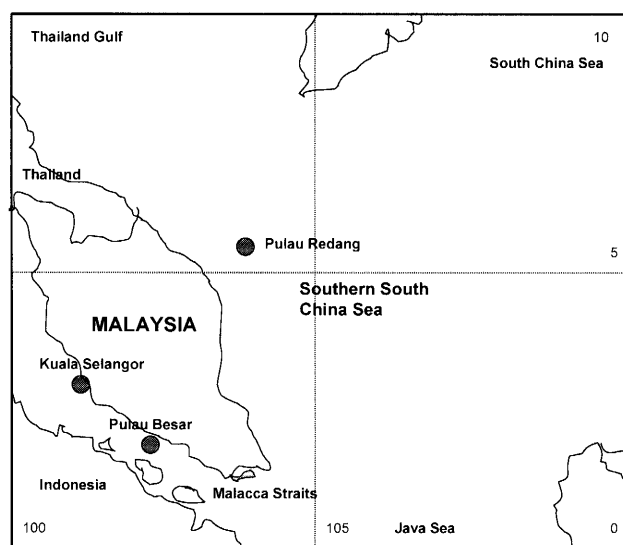 Thailand Gulf
10
South China Sea
Thailand
Pulau Redang
5
Southern South
China Sea
MALAYSIA
Kuala Selangor
Pulau Besar
Indonesia
Malacca Straits
100
105
Java Sea
0